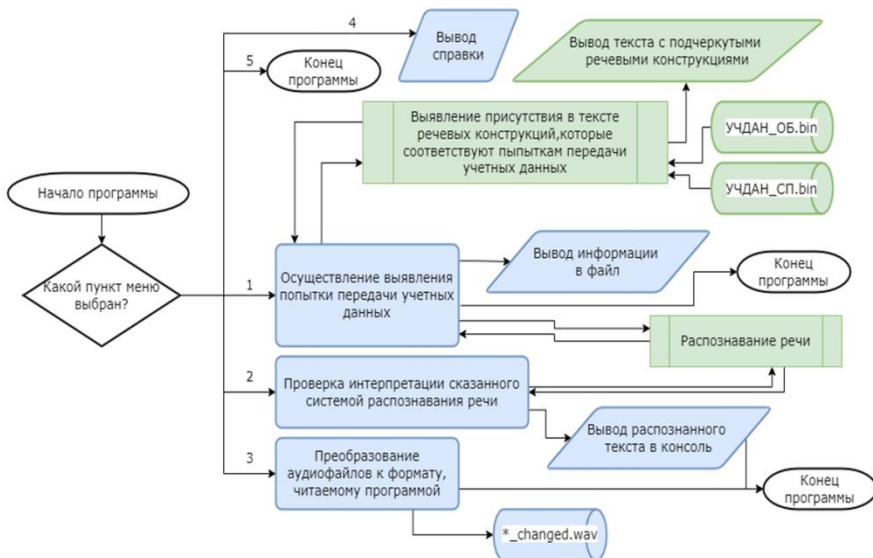 4
Вывод
справки
Вывод текста с подчеркутыми
речевыми конструкциями
5
Конец
программы
Выявление присутствия в тексте
речевых конструкций,которые
соответствуют пыпыткам передачи
учетных данных
УЧДАН_ОБ.bin
УЧДАН_СП.bin
Начало программы
Какой пункт меню
выбран?
1
Осуществление выявления
попытки передачи учетных
данных
Вывод информации
в файл
Конец
программы
Распознавание речи
2
Проверка интерпретации сказанного
системой распознавания речи
Вывод распознанного
текста в консоль
3
Преобразование
аудиофайлов к формату,
читаемому программой
Конец
программы
*_changed.wav